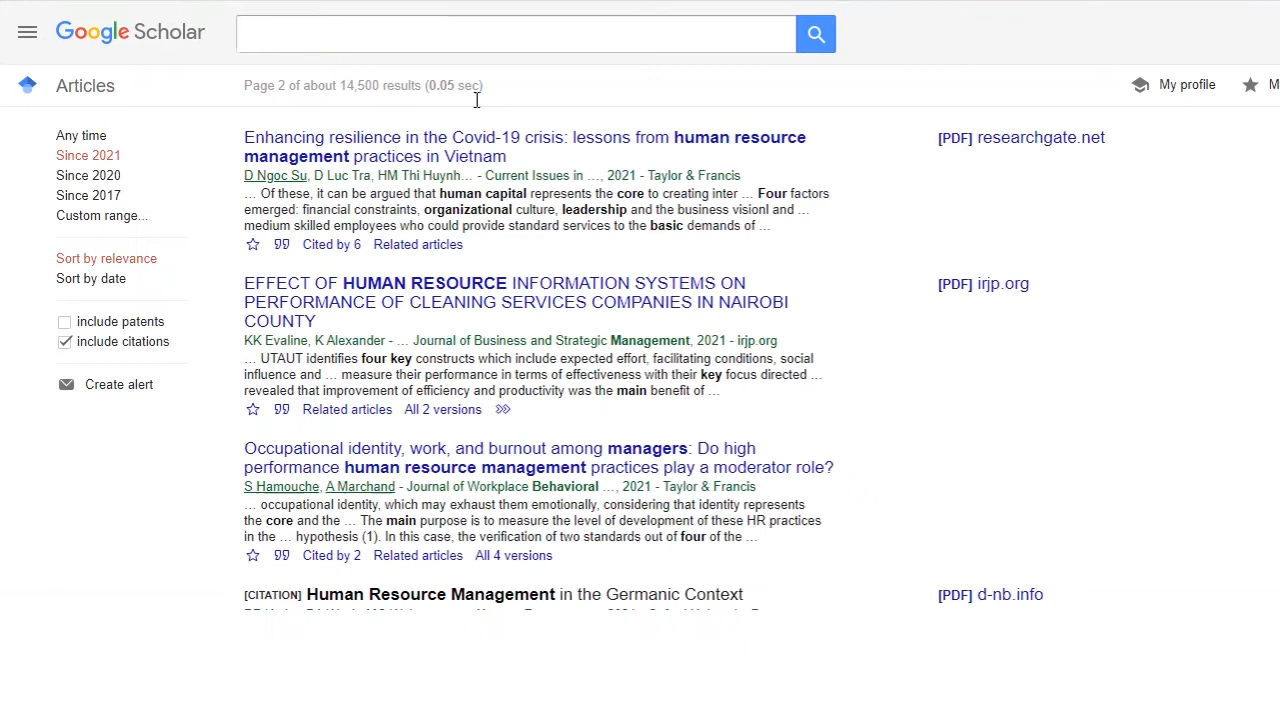 Google Scholar
Articles
Page 2 of about 14,500 results (0.05 sec)
My profile
M
Any time
Since 2021
Since 2020
Since 2017
Custom range...
Sort by relevance
Sort by date
include patents
include citations
Create alert
Enhancing resilience in the Covid-19 crisis: lessons from human resource
management practices in Vietnam
D Ngoc Su, D Luc Tra, HM Thi Huynh… - Current Issues in …, 2021 - Taylor & Francis
… Of these, it can be argued that human capital represents the core to creating inter … Four factors
emerged: financial constraints, organizational culture, leadership and the business visionl and …
medium skilled employees who could provide standard services to the basic demands of …
Cited by 6 Related articles
[PDF] researchgate.net
EFFECT OF HUMAN RESOURCE INFORMATION SYSTEMS ON
PERFORMANCE OF CLEANING SERVICES COMPANIES IN NAIROBI
COUNTY
KK Evaline, K Alexander - … Journal of Business and Strategic Management, 2021 - irjp.org
… UTAUT identifies four key constructs which include expected effort, facilitating conditions, social
influence and … measure their performance in terms of effectiveness with their key focus directed …
revealed that improvement of efficiency and productivity was the main benefit of …
Related articles All 2 versions
[PDF] irjp.org
Occupational identity, work, and burnout among managers: Do high
performance human resource management practices play a moderator role?
S Hamouche, A Marchand - Journal of Workplace Behavioral …, 2021 - Taylor & Francis
… occupational identity, which may exhaust them emotionally, considering that identity represents
the core and the … The main purpose is to measure the level of development of these HR practices
in the … hypothesis (1). In this case, the verification of two standards out of four of the …
Cited by 2 Related articles All 4 versions
[CITATION] Human Resource Management in the Germanic Context
[PDF] d-nb.info